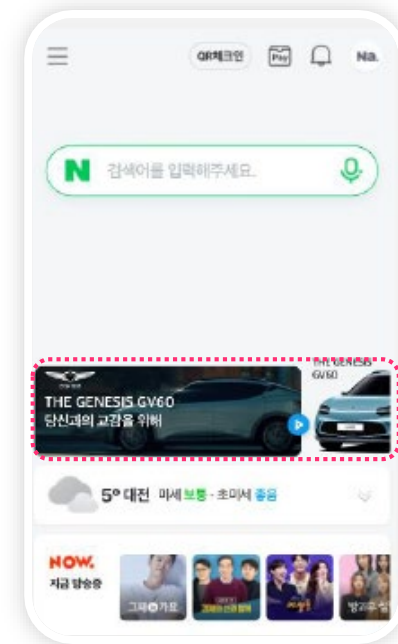 QR체크인
Pay
Na.
N
검색어를 입력해주세요.
THE GENESIS GV60
당신과의 교감을 위해
THE GENESIS
GV60
5° 대전 미세 보통 · 초미세 좋음
NOW.
지금 방송중